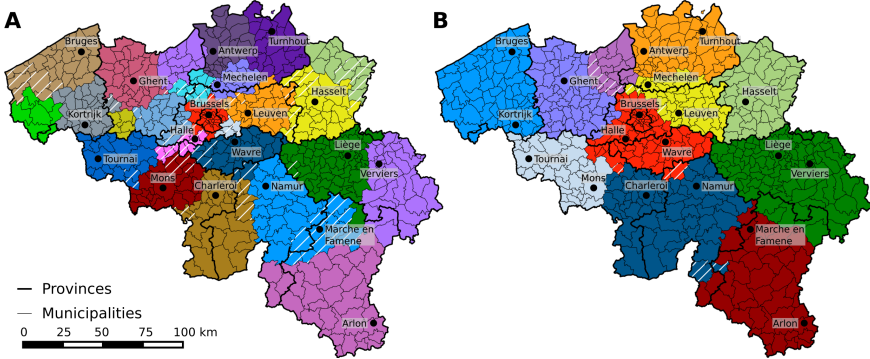 A
Bruges
Antwerp
Turnhout
Ghent
Mechelen
Hasselt
Kortrijk
Brussels
Leuven
Halle
Tournai
Wavre
Liège
Mons
Charleroi
Namur
Verviers
Marche en
Famene
Arlon
Provinces
Municipalities
0 25 50 75 100 km
B
Bruges
Turnhout
Antwerp
Ghent
Mechelen
Hasselt
Kortrijk
Brussels
Leuven
Halle
Tournai
Wavre
Liège
Mons
Charleroi
Namur
Verviers
Marche en
Famene
Arlon